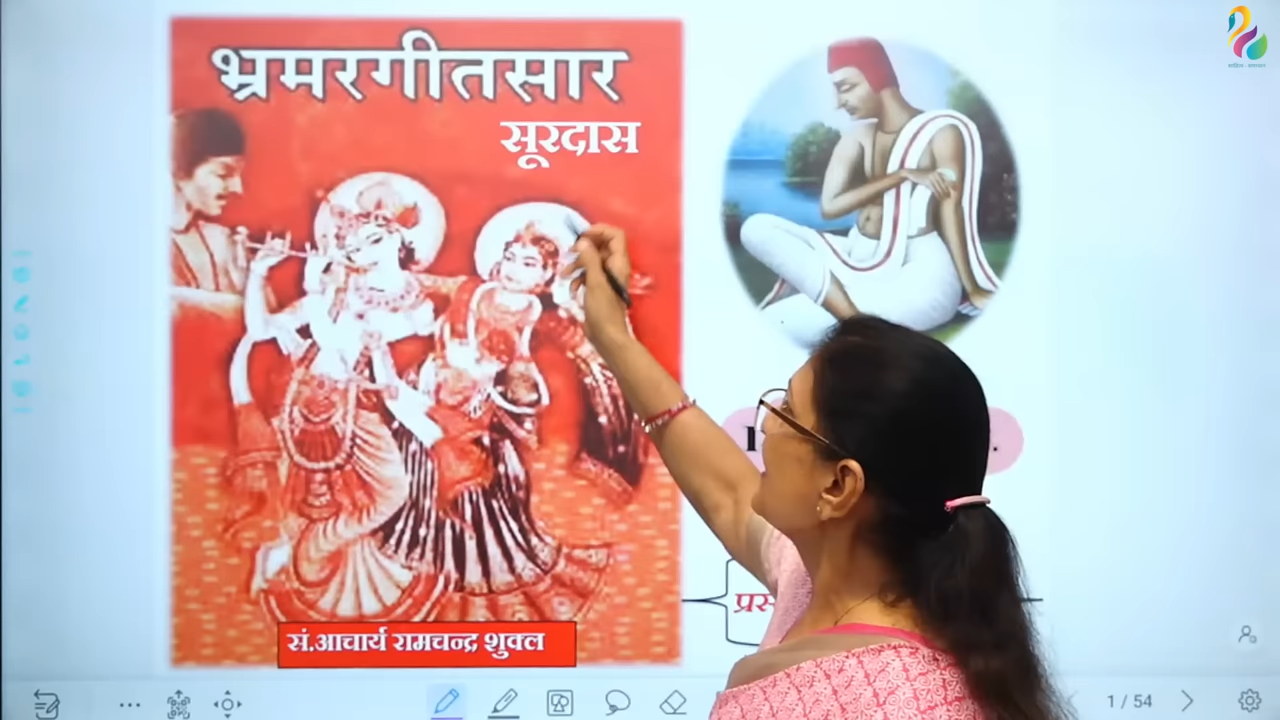 भ्रमरगीतसार
सूरदास
सं.आचार्य रामचन्द्र शुक्ल
1 / 54